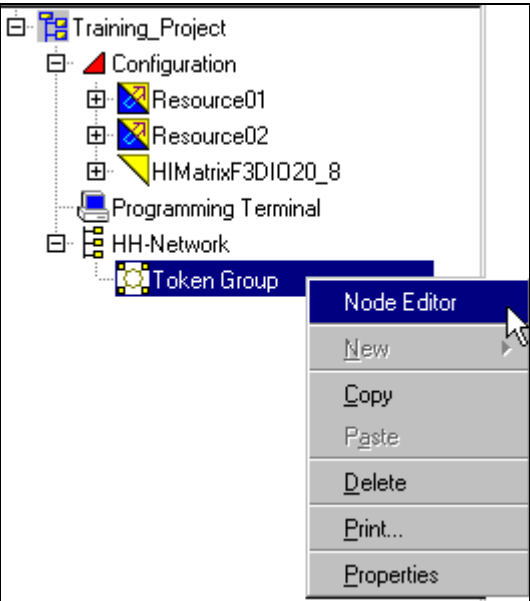 Training_Project
Configuration
Resource01
Resource02
HIMatrixF3DIO20_8
Programming Terminal
HH-Network
Token Group
Node Editor
New
Copy
Paste
Delete
Print...
Properties